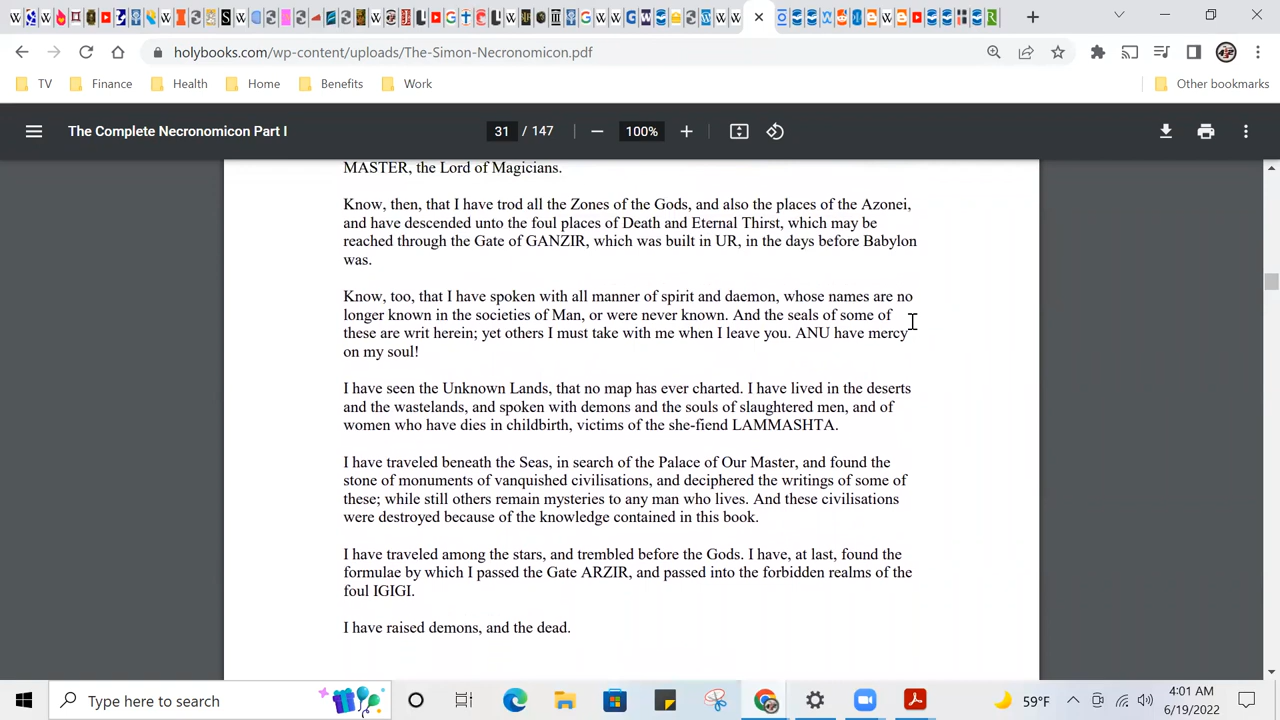 holybooks.com/wp-content/uploads/The-Simon-Necronomicon.pdf
TV Finance Health Home Benefits Work Other bookmarks
The Complete Necronomicon Part I 31 / 147 100%
MASTER, the Lord of Magicians.
Know, then, that I have trod all the Zones of the Gods, and also the places of the Azonei,
and have descended unto the foul places of Death and Eternal Thirst, which may be
reached through the Gate of GANZIR, which was built in UR, in the days before Babylon
was.
Know, too, that I have spoken with all manner of spirit and daemon, whose names are no
longer known in the societies of Man, or were never known. And the seals of some of
these are writ herein; yet others I must take with me when I leave you. ANU have mercy
on my soul!
I have seen the Unknown Lands, that no map has ever charted. I have lived in the deserts
and the wastelands, and spoken with demons and the souls of slaughtered men, and of
women who have dies in childbirth, victims of the she-fiend LAMMASHTA.
I have traveled beneath the Seas, in search of the Palace of Our Master, and found the
stone of monuments of vanquished civilisations, and deciphered the writings of some of
these; while still others remain mysteries to any man who lives. And these civilisations
were destroyed because of the knowledge contained in this book.
I have traveled among the stars, and trembled before the Gods. I have, at last, found the
formulae by which I passed the Gate ARZIR, and passed into the forbidden realms of the
foul IGIGI.
I have raised demons, and the dead.
Type here to search
59°F
4:01 AM
6/19/2022